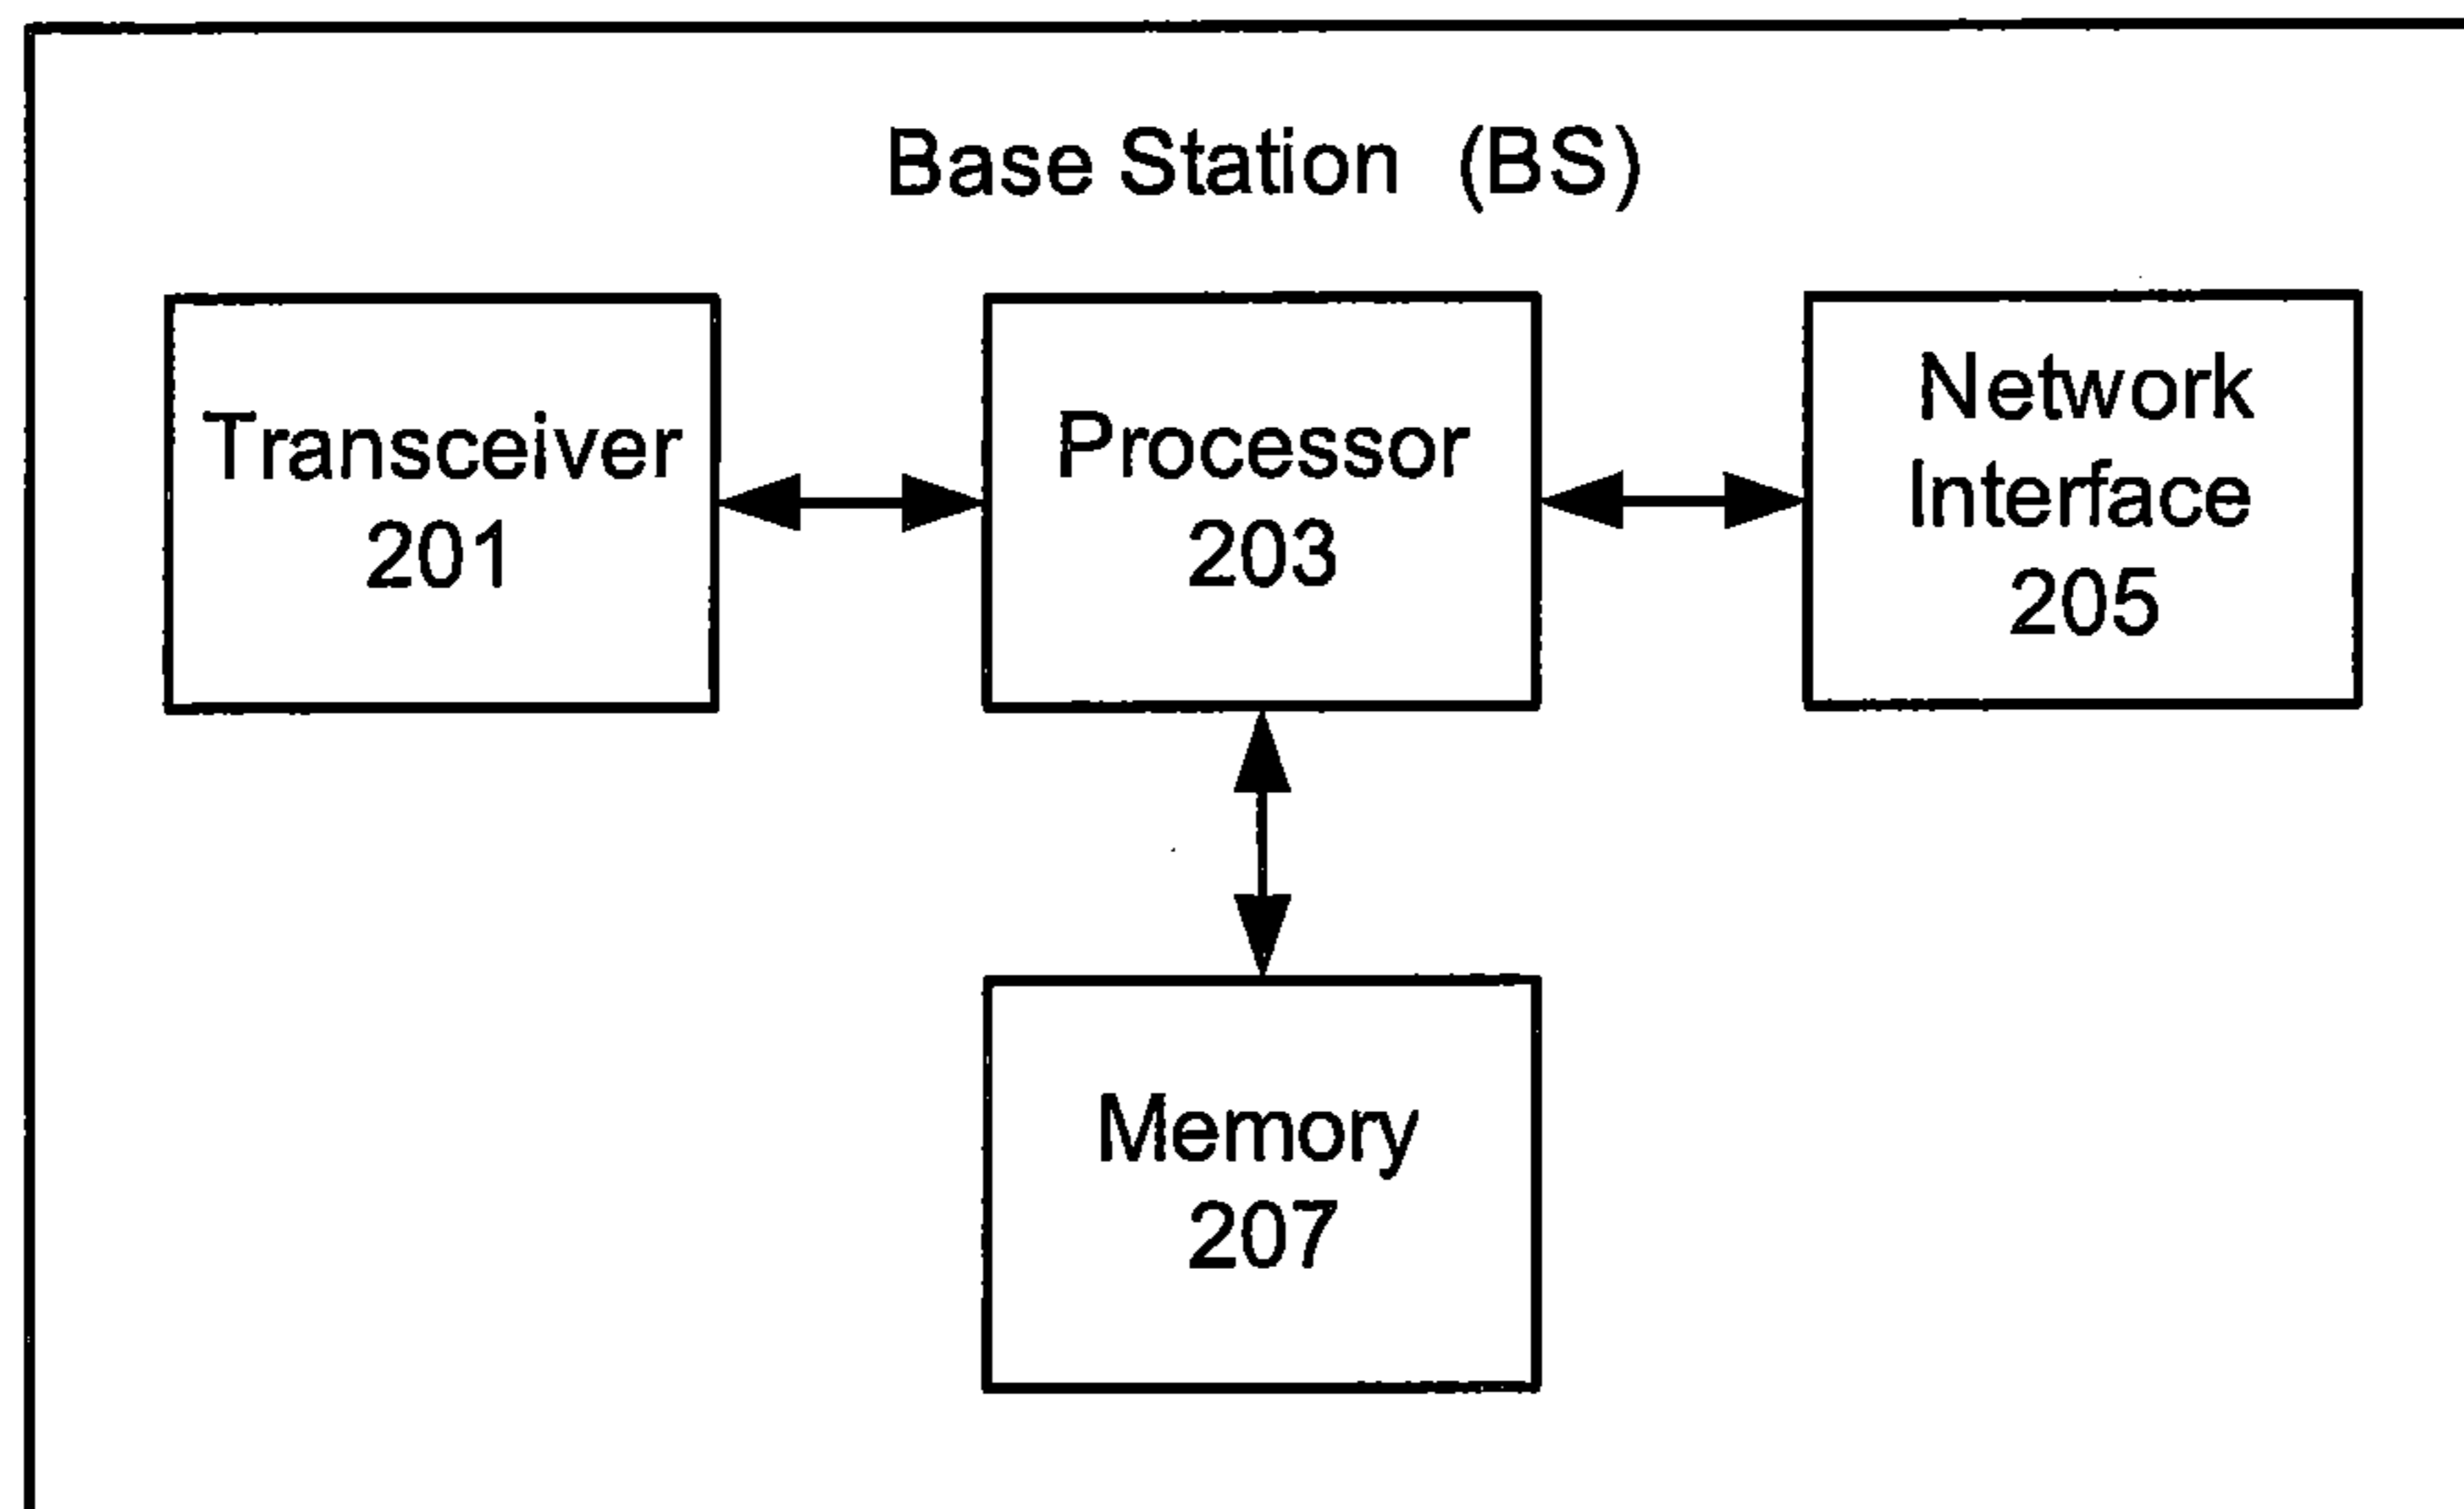 Base Station (BS)
Transceiver
201
Processor
203
Network
Interface
205
Memory
207